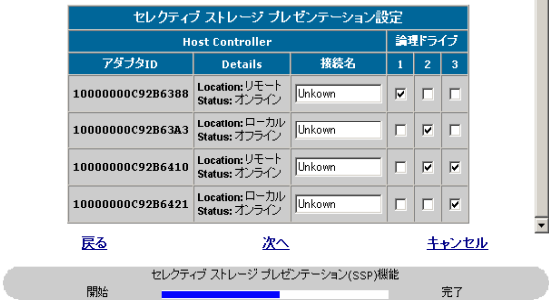 セレクティブ ストレージ プレゼンテーション設定
Host Controller 論理ドライブ
アダプタID Details 接続名 1 2 3
10000000C92B6388 Location: リモート Unkown
Status: オンライン
10000000C92B63A3 Location: ローカル Unkown
Status: オフライン
10000000C92B6410 Location: リモート Unkown
Status: オンライン
10000000C92B6421 Location: ローカル Unkown
Status: オンライン
戻る 次へ キャンセル
セレクティブ ストレージ プレゼンテーション(SSP)機能
開始 完了